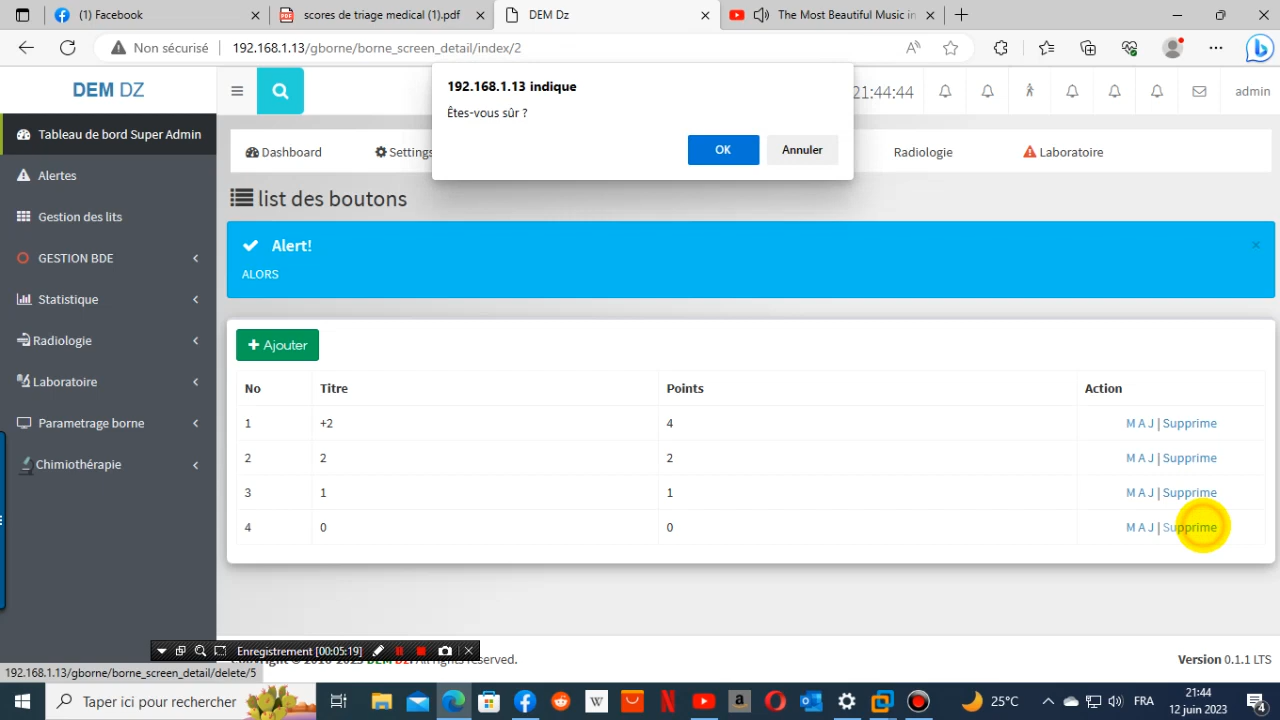 (1) Facebook
scores de triage medical (1).pdf
DEM Dz
The Most Beautiful Music in
Non sécurisé
192.168.1.13/gborne/borne_screen_detail/index/2
192.168.1.13 indique
Êtes-vous sûr ?
OK
Annuler
DEM DZ
21:44:44
admin
Tableau de bord Super Admin
Alertes
Gestion des lits
GESTION BDE
Statistique
Radiologie
Laboratoire
Parametrage borne
Chimiothérapie
Dashboard
Settings
Radiologie
Laboratoire
list des boutons
Alert!
ALORS
Ajouter
No Titre Points Action
1 +2 4 M A J | Supprime
2 2 2 M A J | Supprime
3 1 1 M A J | Supprime
4 0 0 M A J | Supprime
Enregistrement [00:05:19]
DEM DZ. All rights reserved.
Version 0.1.1 LTS
192.168.1.13/gborne/borne_screen_detail/delete/5
Taper ici pour rechercher
25°C
FRA
21:44
12 juin 2023
4